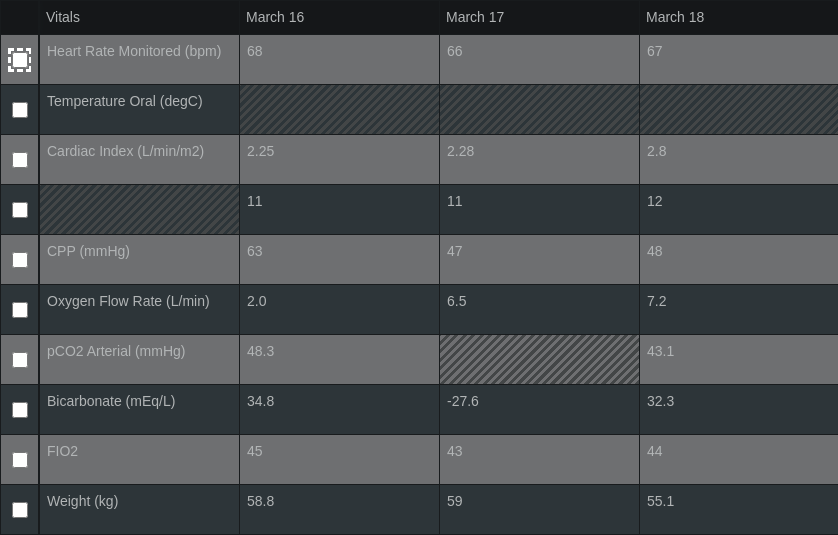 Vitals March 16 March 17 March 18
Heart Rate Monitored (bpm) 68 66 67
Temperature Oral (degC)
Cardiac Index (L/min/m2) 2.25 2.28 2.8
11 11 12
CPP (mmHg) 63 47 48
Oxygen Flow Rate (L/min) 2.0 6.5 7.2
pCO2 Arterial (mmHg) 48.3 43.1
Bicarbonate (mEq/L) 34.8 -27.6 32.3
FIO2 45 43 44
Weight (kg) 58.8 59 55.1